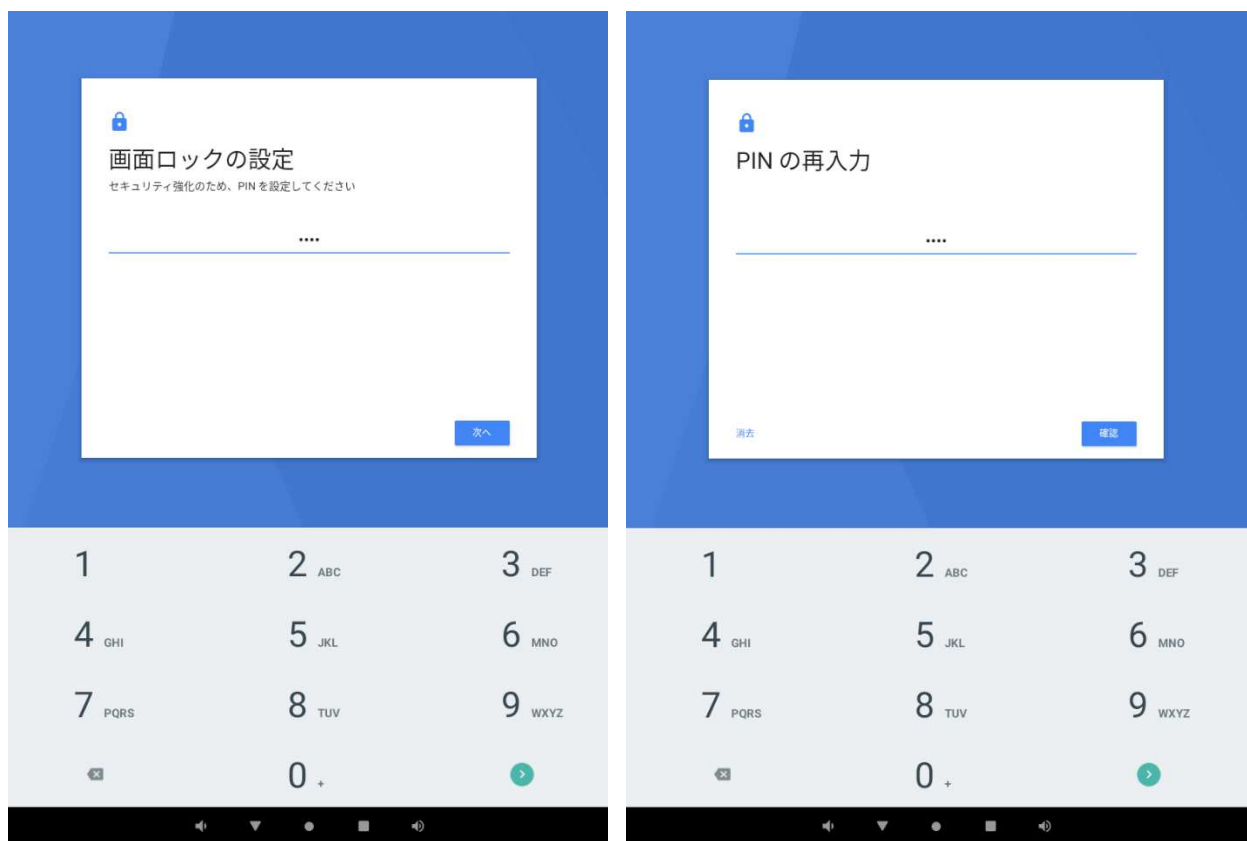 画面ロックの設定
セキュリティ強化のため、PIN を設定してください
••••
次へ
1
2 ABC
3 DEF
4 GHI
5 JKL
6 MNO
7 PQRS
8 TUV
9 WXYZ
0 +
PIN の再入力
••••
消去
確認
1
2 ABC
3 DEF
4 GHI
5 JKL
6 MNO
7 PQRS
8 TUV
9 WXYZ
0 +